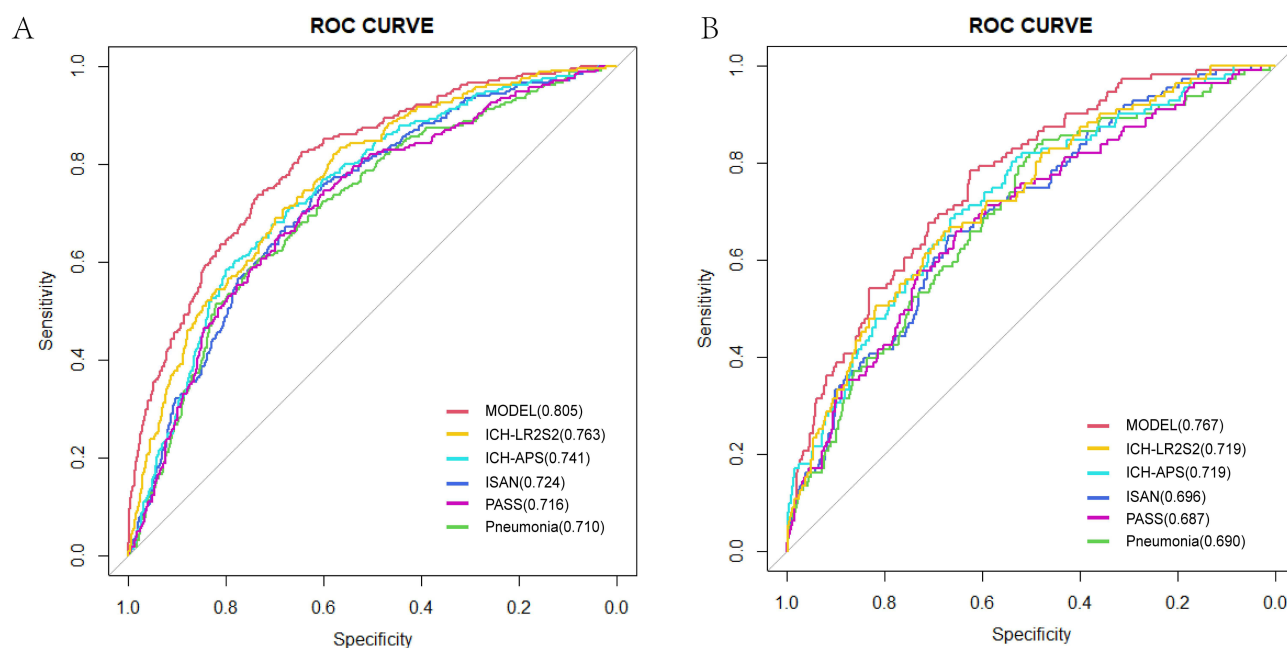 A
ROC CURVE
Sensitivity
1.0
0.8
0.6
0.4
0.2
0.0
MODEL(0.805)
ICH-LR2S2(0.763)
ICH-APS(0.741)
ISAN(0.724)
PASS(0.716)
Pneumonia(0.710)
1.0 0.8 0.6 0.4 0.2 0.0
Specificity
B
ROC CURVE
Sensitivity
1.0
0.8
0.6
0.4
0.2
0.0
MODEL(0.767)
ICH-LR2S2(0.719)
ICH-APS(0.719)
ISAN(0.696)
PASS(0.687)
Pneumonia(0.690)
1.0 0.8 0.6 0.4 0.2 0.0
Specificity